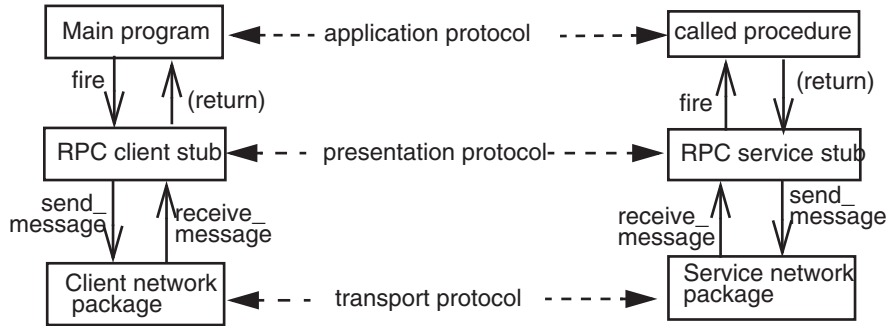 Main program
application protocol
called procedure
fire
(return)
fire
(return)
RPC client stub
presentation protocol
RPC service stub
send_
message
receive_
message
receive_
message
send_
message
Client network
package
transport protocol
Service network
package